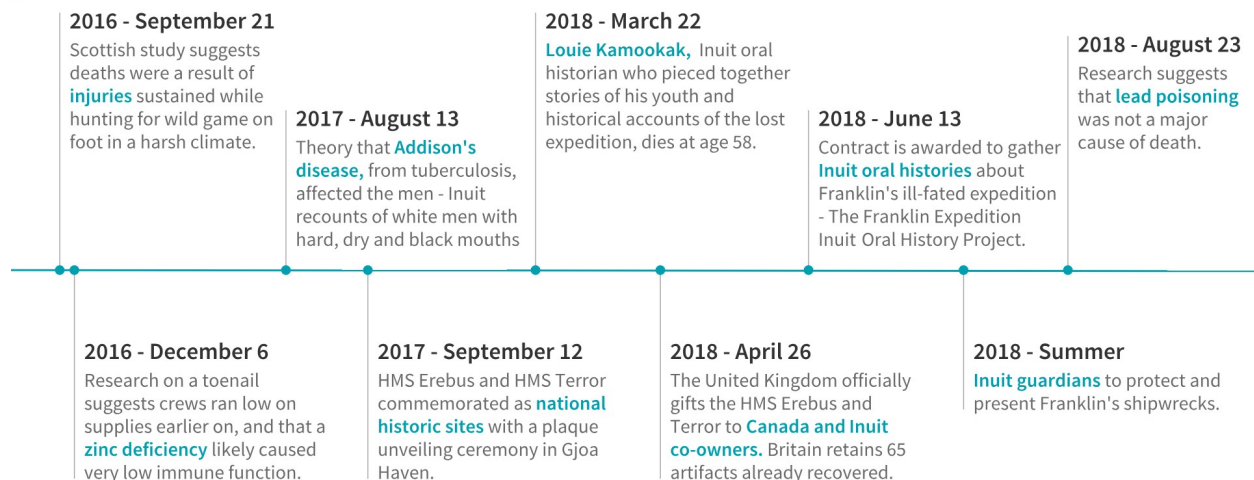 2016 - September 21
Scottish study suggests
deaths were a result of
injuries sustained while
hunting for wild game on
foot in a harsh climate.
2016 - December 6
Research on a toenail
suggests crews ran low on
supplies earlier on, and that a
zinc deficiency likely caused
very low immune function.
2017 - August 13
Theory that Addison's
disease, from tuberculosis,
affected the men - Inuit
recounts of white men with
hard, dry and black mouths
2017 - September 12
HMS Erebus and HMS Terror
commemorated as national
historic sites with a plaque
unveiling ceremony in Gjoa
Haven.
2018 - March 22
Louie Kamookak, Inuit oral
historian who pieced together
stories of his youth and
historical accounts of the lost
expedition, dies at age 58.
2018 - April 26
The United Kingdom officially
gifts the HMS Erebus and
Terror to Canada and Inuit
co-owners. Britain retains 65
artifacts already recovered.
2018 - June 13
Contract is awarded to gather
Inuit oral histories about
Franklin's ill-fated expedition
- The Franklin Expedition
Inuit Oral History Project.
2018 - Summer
Inuit guardians to protect and
present Franklin's shipwrecks.
2018 - August 23
Research suggests
that lead poisoning
was not a major
cause of death.